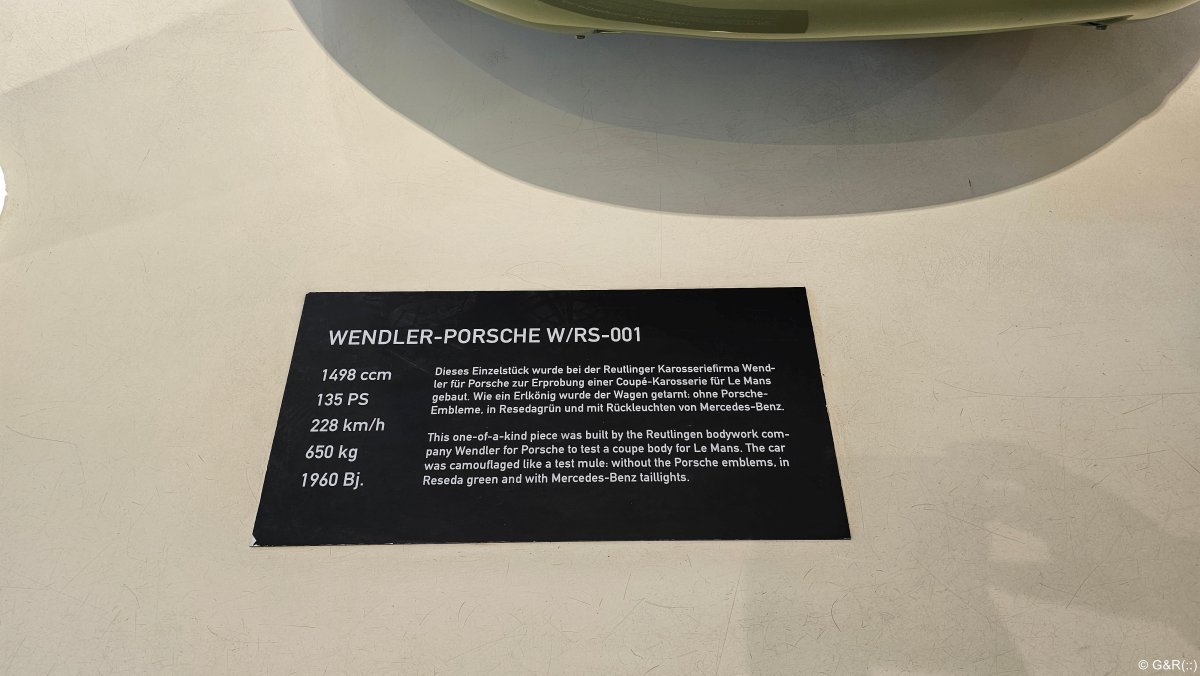 WENDLER-PORSCHE W/RS-001
1498 ccm
135 PS
228 km/h
650 kg
1960 Bj.
Dieses Einzelstück wurde bei der Reutlinger Karosseriefirma Wend-
ler für Porsche zur Erprobung einer Coupé-Karosserie für Le Mans
gebaut. Wie ein Erlkönig wurde der Wagen getarnt: ohne Porsche-
Embleme, in Resedagrün und mit Rückleuchten von Mercedes-Benz.
This one-of-a-kind piece was built by the Reutlingen bodywork com-
pany Wendler for Porsche to test a coupe body for Le Mans. The car
was camouflaged like a test mule: without the Porsche emblems, in
Reseda green and with Mercedes-Benz taillights.
© G&R(::)